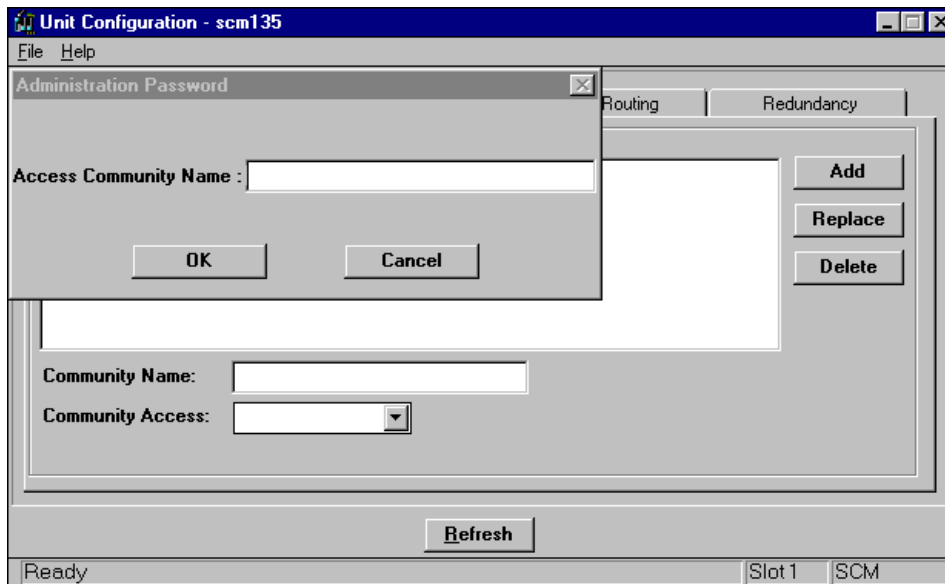 Unit Configuration - scm135
File Help
Administration Password
Routing Redundancy
Access Community Name :
Add
Replace
OK Cancel
Delete
Community Name:
Community Access:
Refresh
Ready Slot 1 SCM